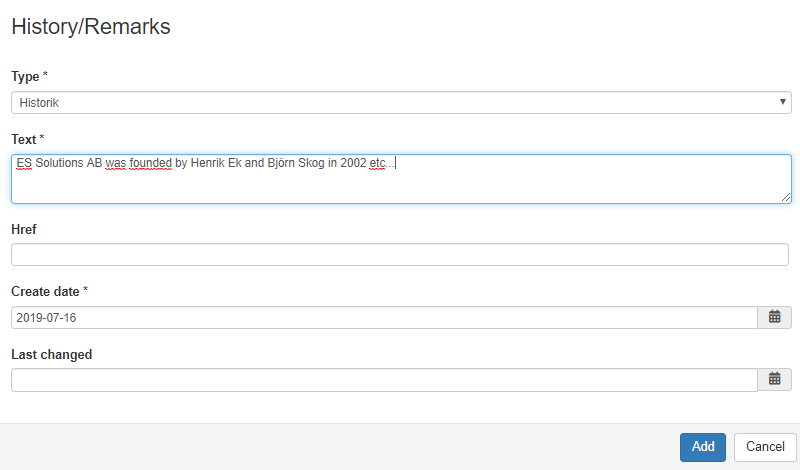 History/Remarks
Type *
Historik
Text *
ES Solutions AB was founded by Henrik Ek and Björn Skog in 2002 etc...
Href
Create date *
2019-07-16
Last changed
Add Cancel